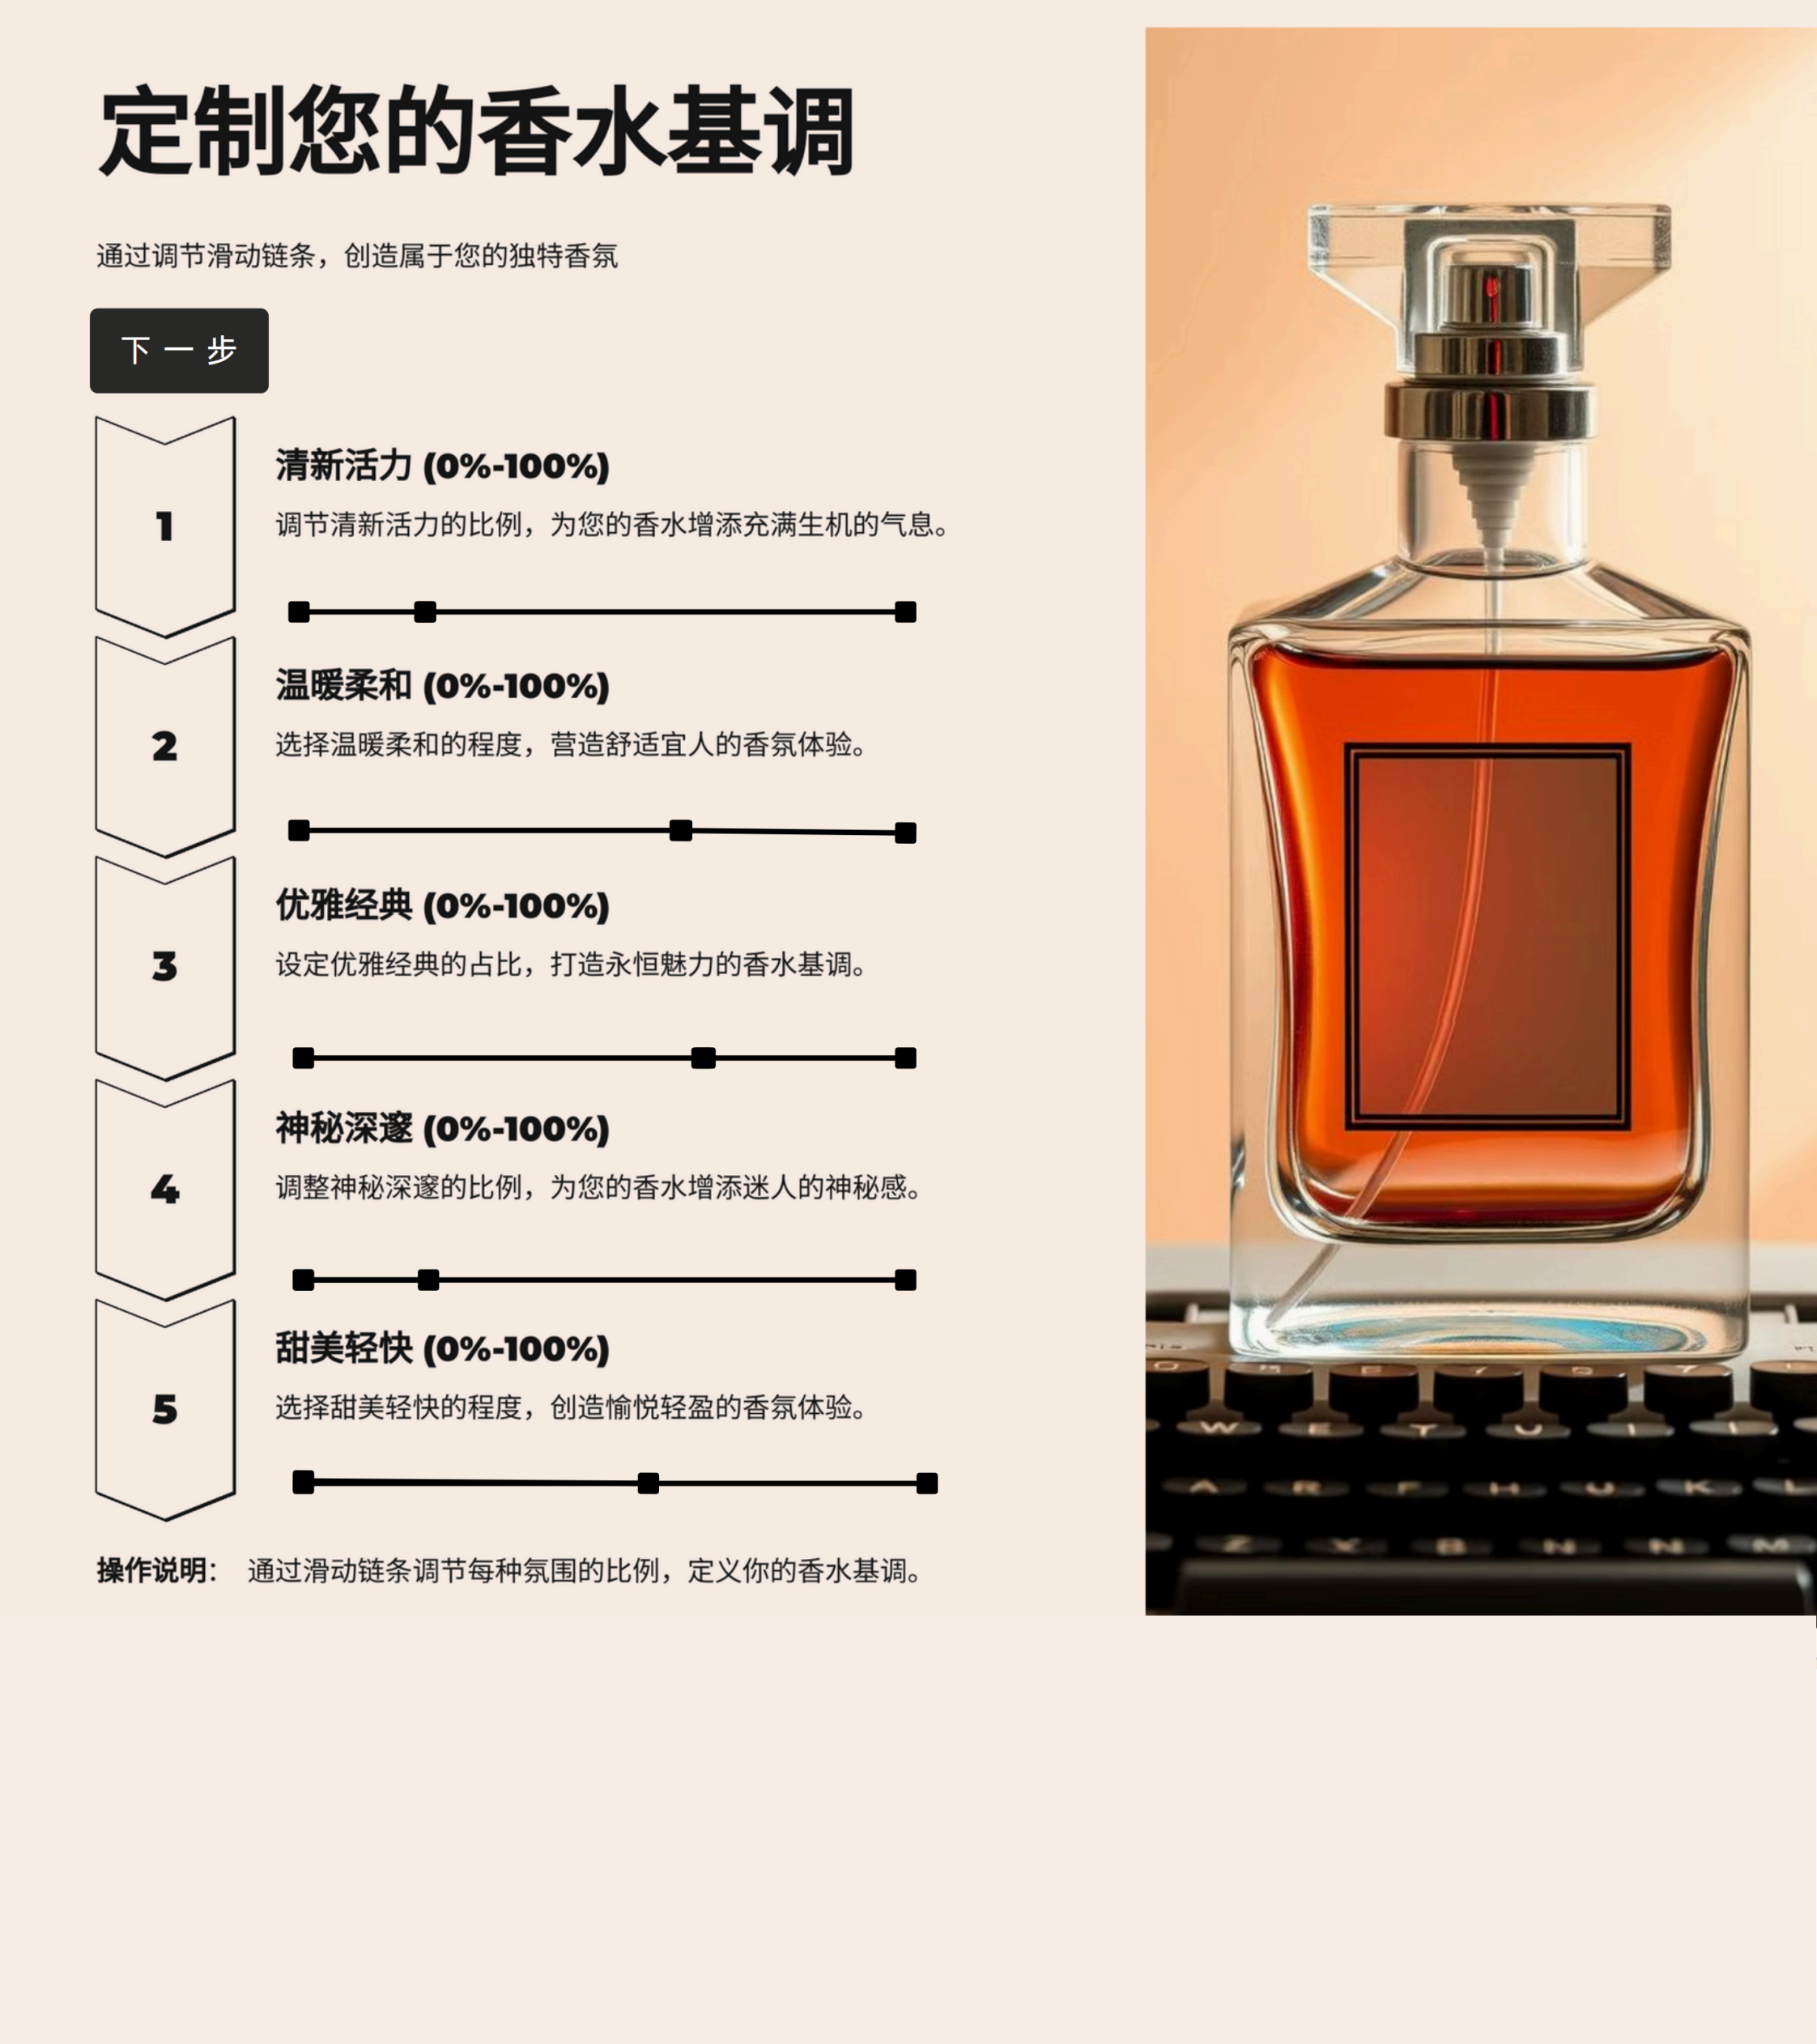 定制您的香水基调
通过调节滑动链条，创造属于您的独特香氛
下一步
1
清新活力 (0%-100%)
调节清新活力的比例，为您的香水增添充满生机的气息。
2
温暖柔和 (0%-100%)
选择温暖柔和的程度，营造舒适宜人的香氛体验。
3
优雅经典 (0%-100%)
设定优雅经典的占比，打造永恒魅力的香水基调。
4
神秘深邃 (0%-100%)
调整神秘深邃的比例，为您的香水增添迷人的神秘感。
5
甜美轻快 (0%-100%)
选择甜美轻快的程度，创造愉悦轻盈的香氛体验。
操作说明： 通过滑动链条调节每种氛围的比例，定义你的香水基调。
W E T U I I
A R F H U K L
Z X B N N M